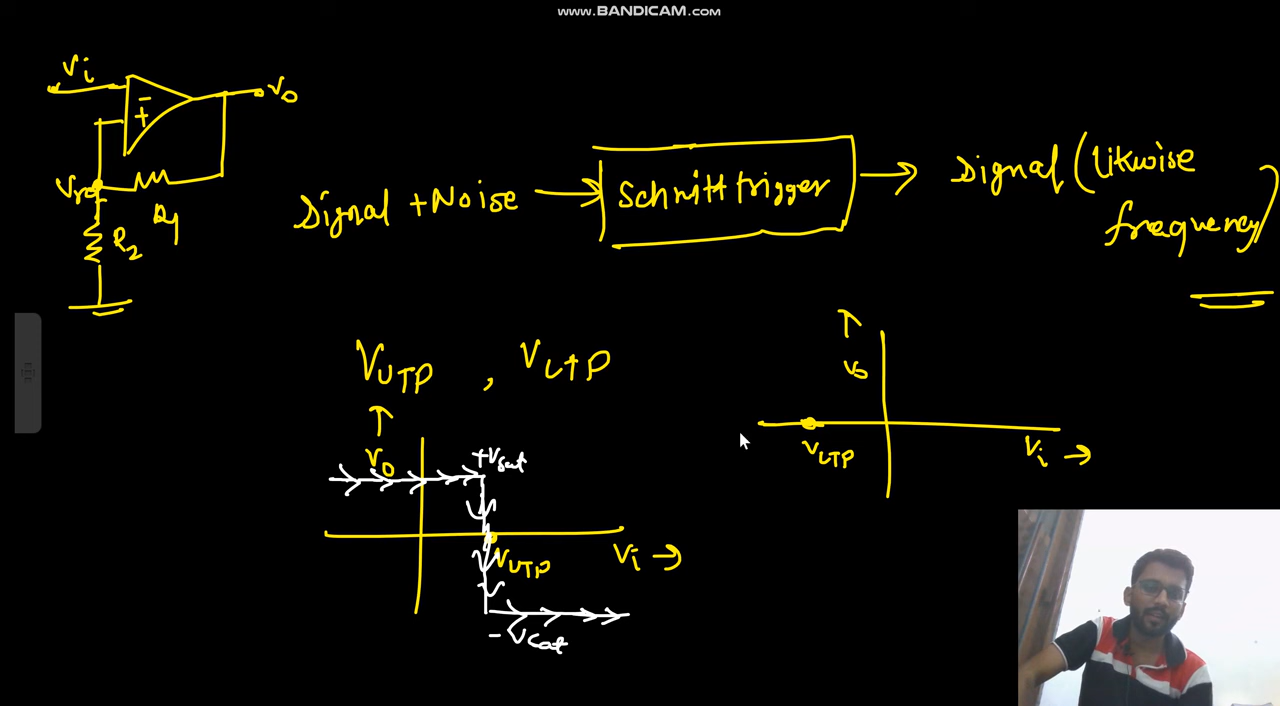 www.BANDICAM.com
Vi
Vo
-
+
Vref
R1
R2
Signal + Noise
Schmitt trigger
Signal (likwise
frequency)
VUTP , VLTP
Vo
+Vsat
VUTP
Vi
-Vsat
Vo
VLTP
Vi